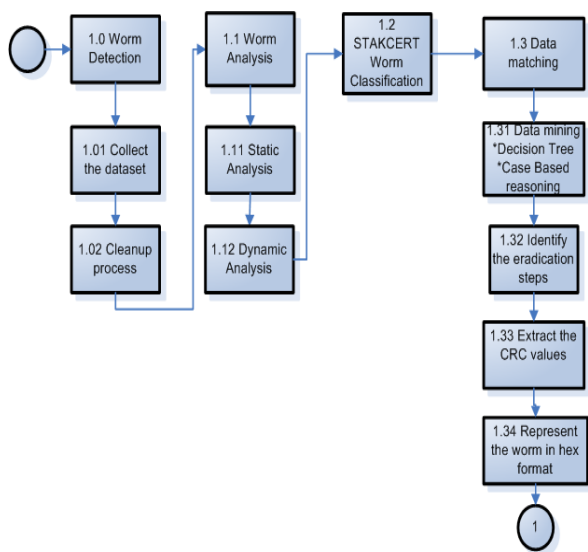 1.0 Worm
Detection
1.01 Collect
the dataset
1.02 Cleanup
process
1.1 Worm
Analysis
1.11 Static
Analysis
1.12 Dynamic
Analysis
1.2
STAKCERT
Worm
Classification
1.3 Data
matching
1.31 Data mining
*Decision Tree
*Case Based
reasoning
1.32 Identify
the eradication
steps
1.33 Extract the
CRC values
1.34 Represent
the worm in hex
format
1